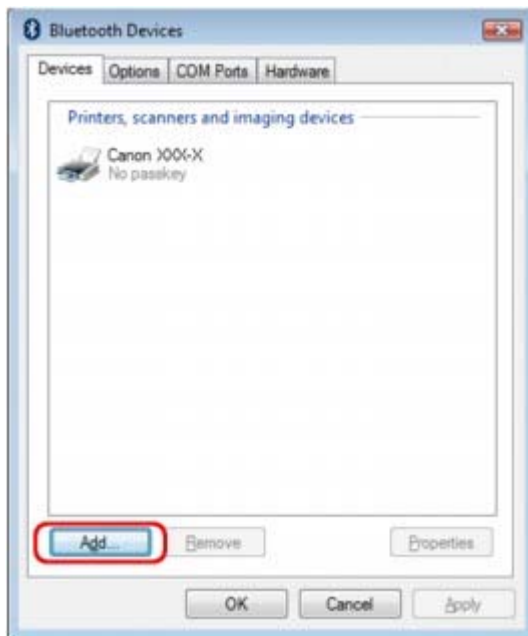 Bluetooth Devices
Devices Options COM Ports Hardware
Printers, scanners and imaging devices
Canon XXX-X
No passkey
Add... Remove Properties
OK Cancel Apply